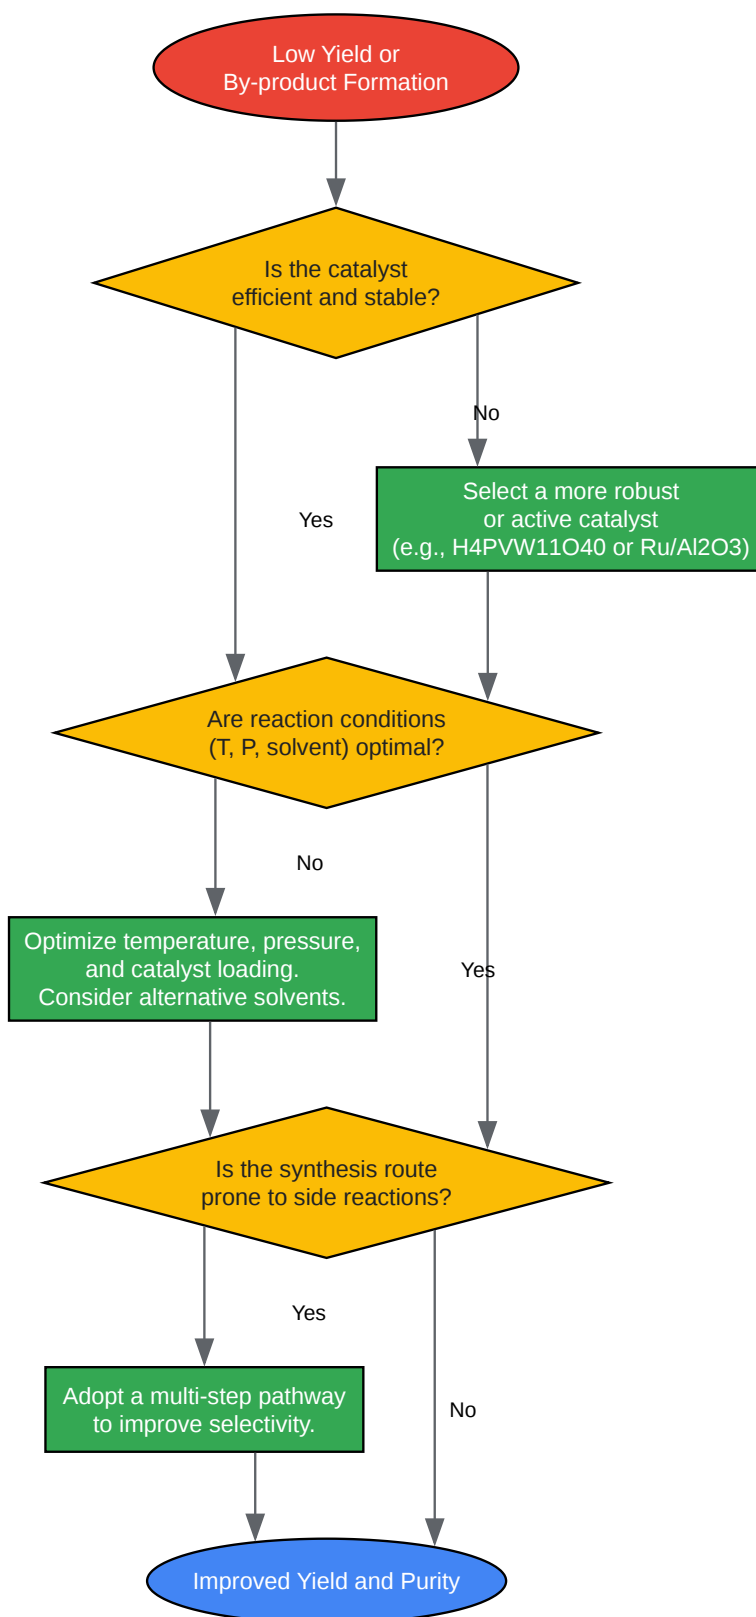 Low Yield or
By-product Formation
Is the catalyst
efficient and stable?
No
Select a more robust
or active catalyst
(e.g., H4PVW11O40 or Ru/Al2O3)
Yes
Are reaction conditions
(T, P, solvent) optimal?
No
Optimize temperature, pressure,
and catalyst loading.
Consider alternative solvents.
Yes
Is the synthesis route
prone to side reactions?
Yes
Adopt a multi-step pathway
to improve selectivity.
No
Improved Yield and Purity